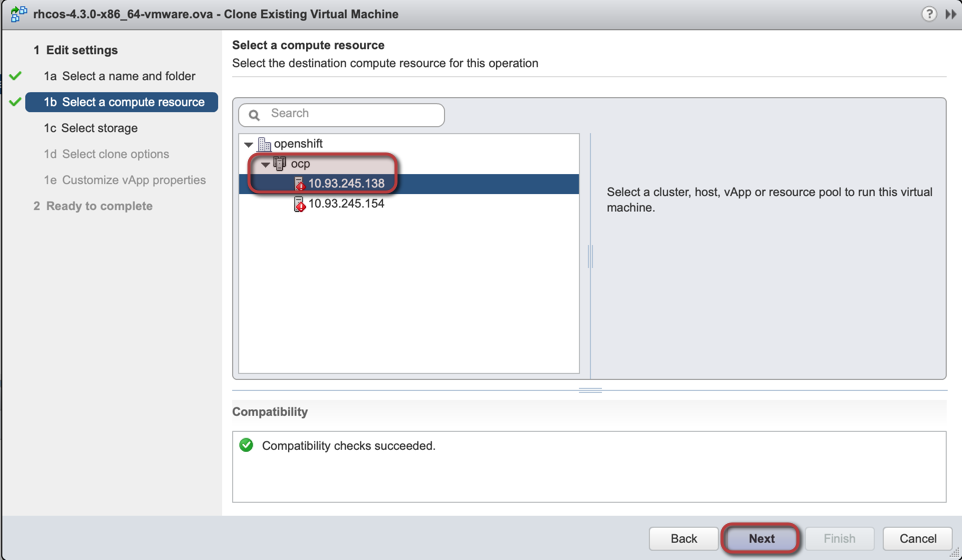 rhcos-4.3.0-x86_64-vmware.ova - Clone Existing Virtual Machine
1 Edit settings
1a Select a name and folder
1b Select a compute resource
1c Select storage
1d Select clone options
1e Customize vApp properties
2 Ready to complete
Select a compute resource
Select the destination compute resource for this operation
Search
openshift
ocp
10.93.245.138
10.93.245.154
Select a cluster, host, vApp or resource pool to run this virtual
machine.
Compatibility
Compatibility checks succeeded.
Back
Next
Finish
Cancel